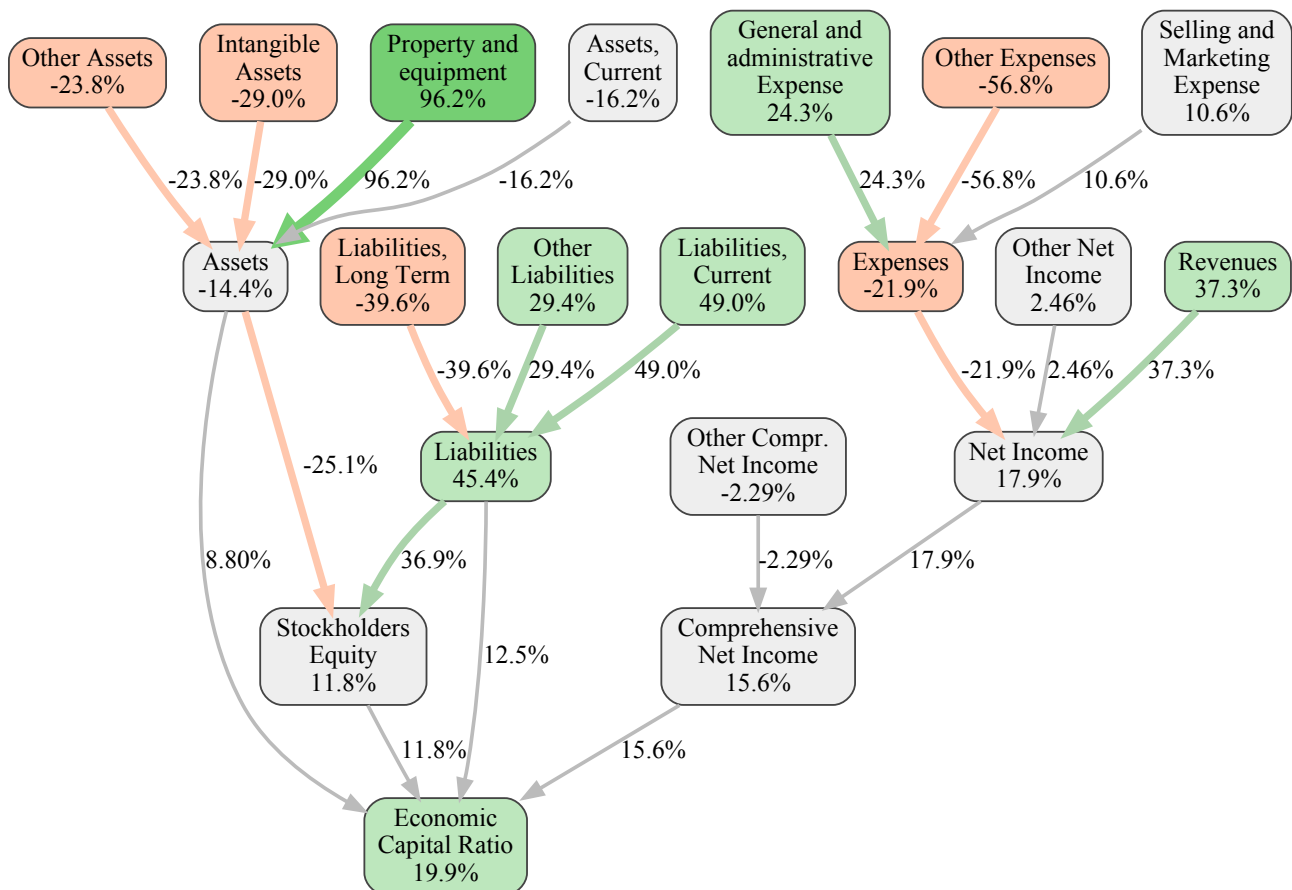 Other Assets
-23.8%
Intangible
Assets
-29.0%
Property and
equipment
96.2%
Assets,
Current
-16.2%
General and
administrative
Expense
24.3%
Other Expenses
-56.8%
Selling and
Marketing
Expense
10.6%
-23.8%
-29.0%
96.2%
-16.2%
24.3%
-56.8%
10.6%
Assets
-14.4%
Liabilities,
Long Term
-39.6%
Other
Liabilities
29.4%
Liabilities,
Current
49.0%
Expenses
-21.9%
Other Net
Income
2.46%
Revenues
37.3%
-39.6%
29.4%
49.0%
-21.9%
2.46%
37.3%
-25.1%
Liabilities
45.4%
Other Compr.
Net Income
-2.29%
Net Income
17.9%
8.80%
36.9%
-2.29%
17.9%
Stockholders
Equity
11.8%
12.5%
Comprehensive
Net Income
15.6%
11.8%
15.6%
Economic
Capital Ratio
19.9%